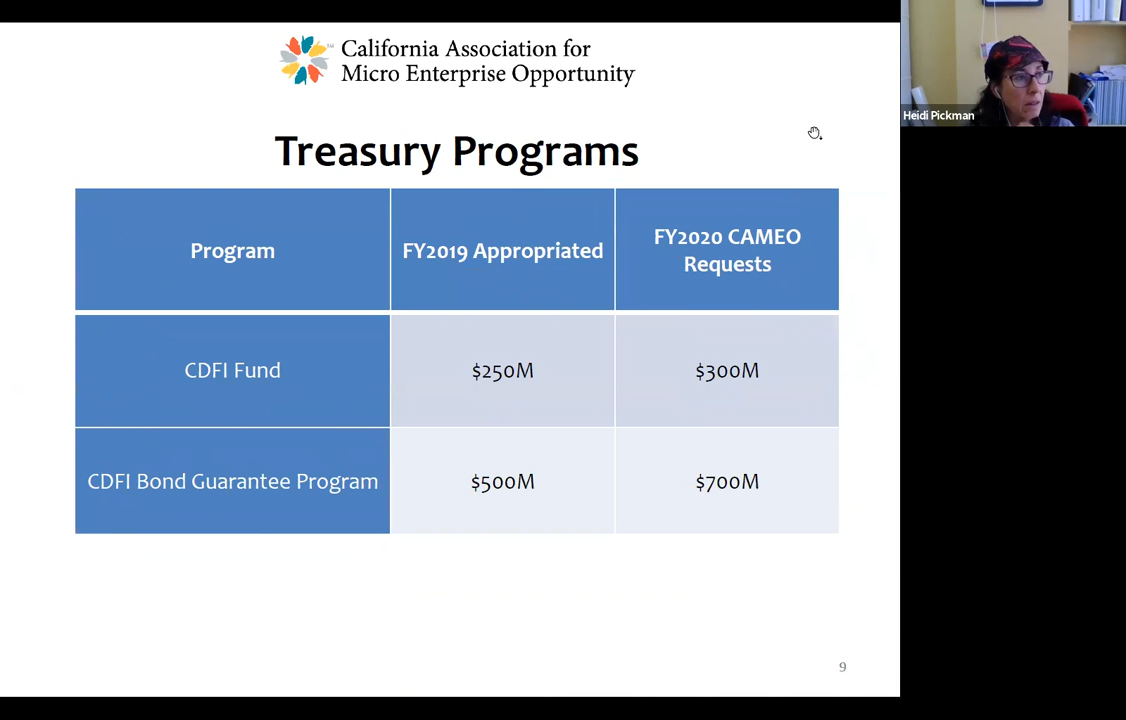 California Association for
Micro Enterprise Opportunity
Heidi Pickman
Treasury Programs
Program
FY2019 Appropriated
FY2020 CAMEO
Requests
CDFI Fund
$250M
$300M
CDFI Bond Guarantee Program
$500M
$700M
9